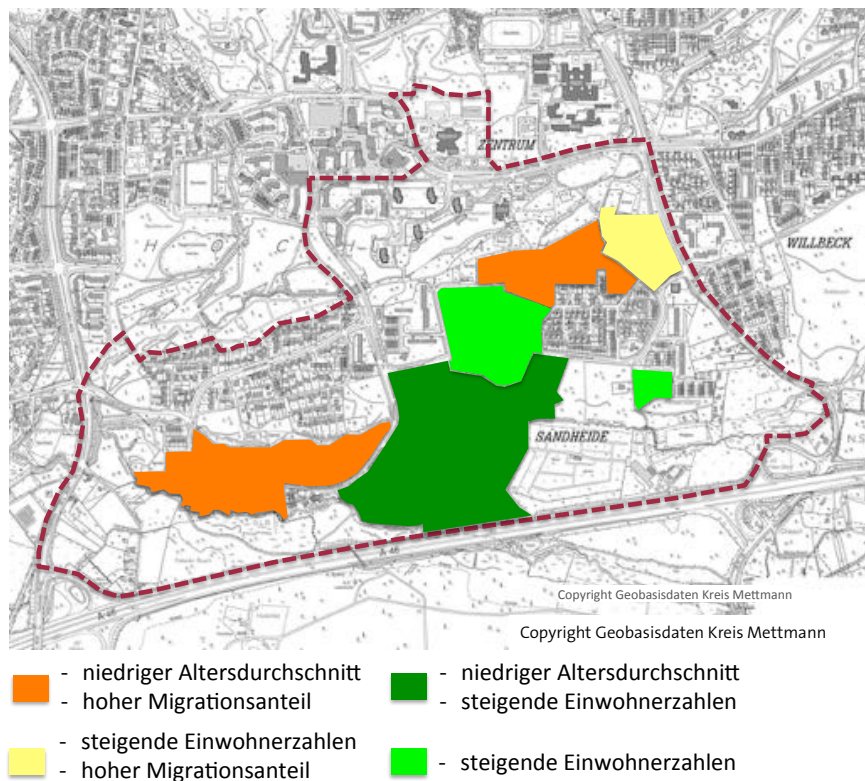 ZENTRUM
H O C H
WILLBECK
SANDHEIDE
A 46
Copyright Geobasisdaten Kreis Mettmann
Copyright Geobasisdaten Kreis Mettmann
- niedriger Altersdurchschnitt
- hoher Migrationsanteil
- niedriger Altersdurchschnitt
- steigende Einwohnerzahlen
- steigende Einwohnerzahlen
- hoher Migrationsanteil
- steigende Einwohnerzahlen